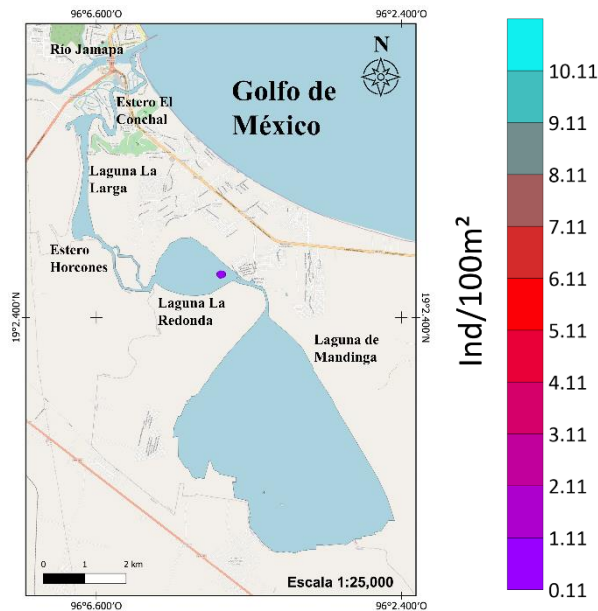 96°6.600'O
96°2.400'O
Río Jamapa
N
Estero El
Conchal
Golfo de
México
Laguna La
Larga
Estero
Horcones
Laguna La
Redonda
19°2.400'N
19°2.400'N
Laguna de
Mandinga
0 1 2 km
Escala 1:25,000
96°6.600'O
96°2.400'O
Ind/100m²
10.11
9.11
8.11
7.11
6.11
5.11
4.11
3.11
2.11
1.11
0.11